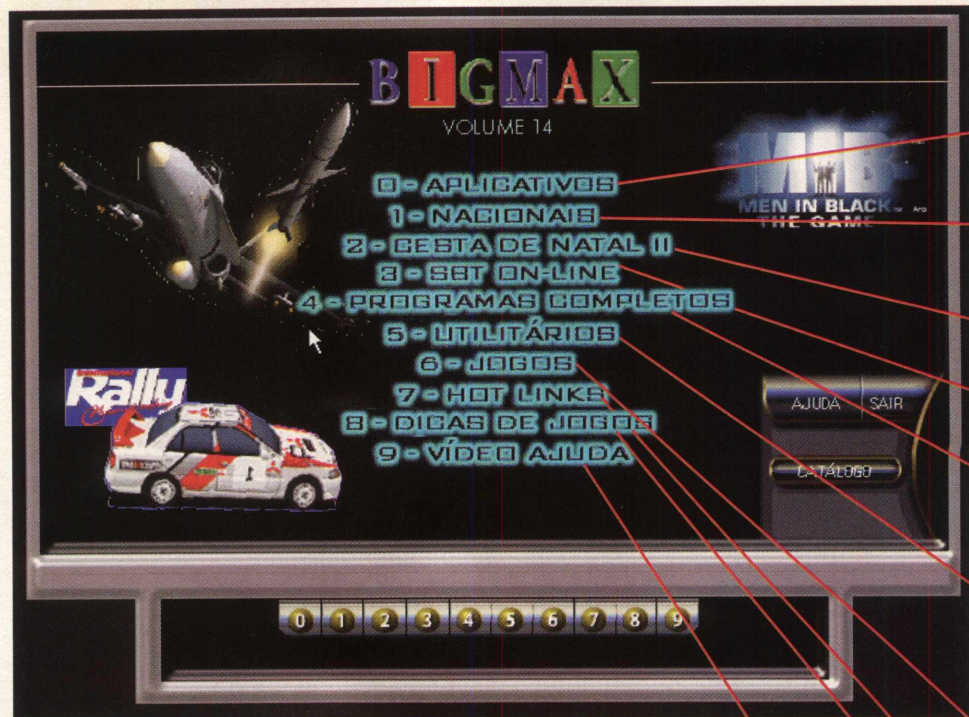 BIGMAX
VOLUME 14
MIB
MEN IN BLACK™
THE GAME
0 - APLICATIVOS
1 - NACIONAIS
2 - CESTA DE NATAL II
3 - SBT ON-LINE
4 - PROGRAMAS COMPLETOS
5 - UTILITÁRIOS
6 - JOGOS
7 - HOT LINKS
8 - DICAS DE JOGOS
9 - VÍDEO AJUDA
Rally
AJUDA SAIR
CATÁLOGO
0 1 2 3 4 5 6 7 8 9